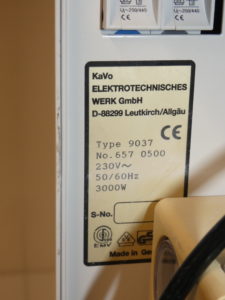 KaVo
ELEKTROTECHNISCHES
WERK GmbH
D-88299 Leutkirch/Allgäu
CE
Type 9037
No. 657 0500
230V~
50/60Hz
3000W
S-No.
EMV
Made in